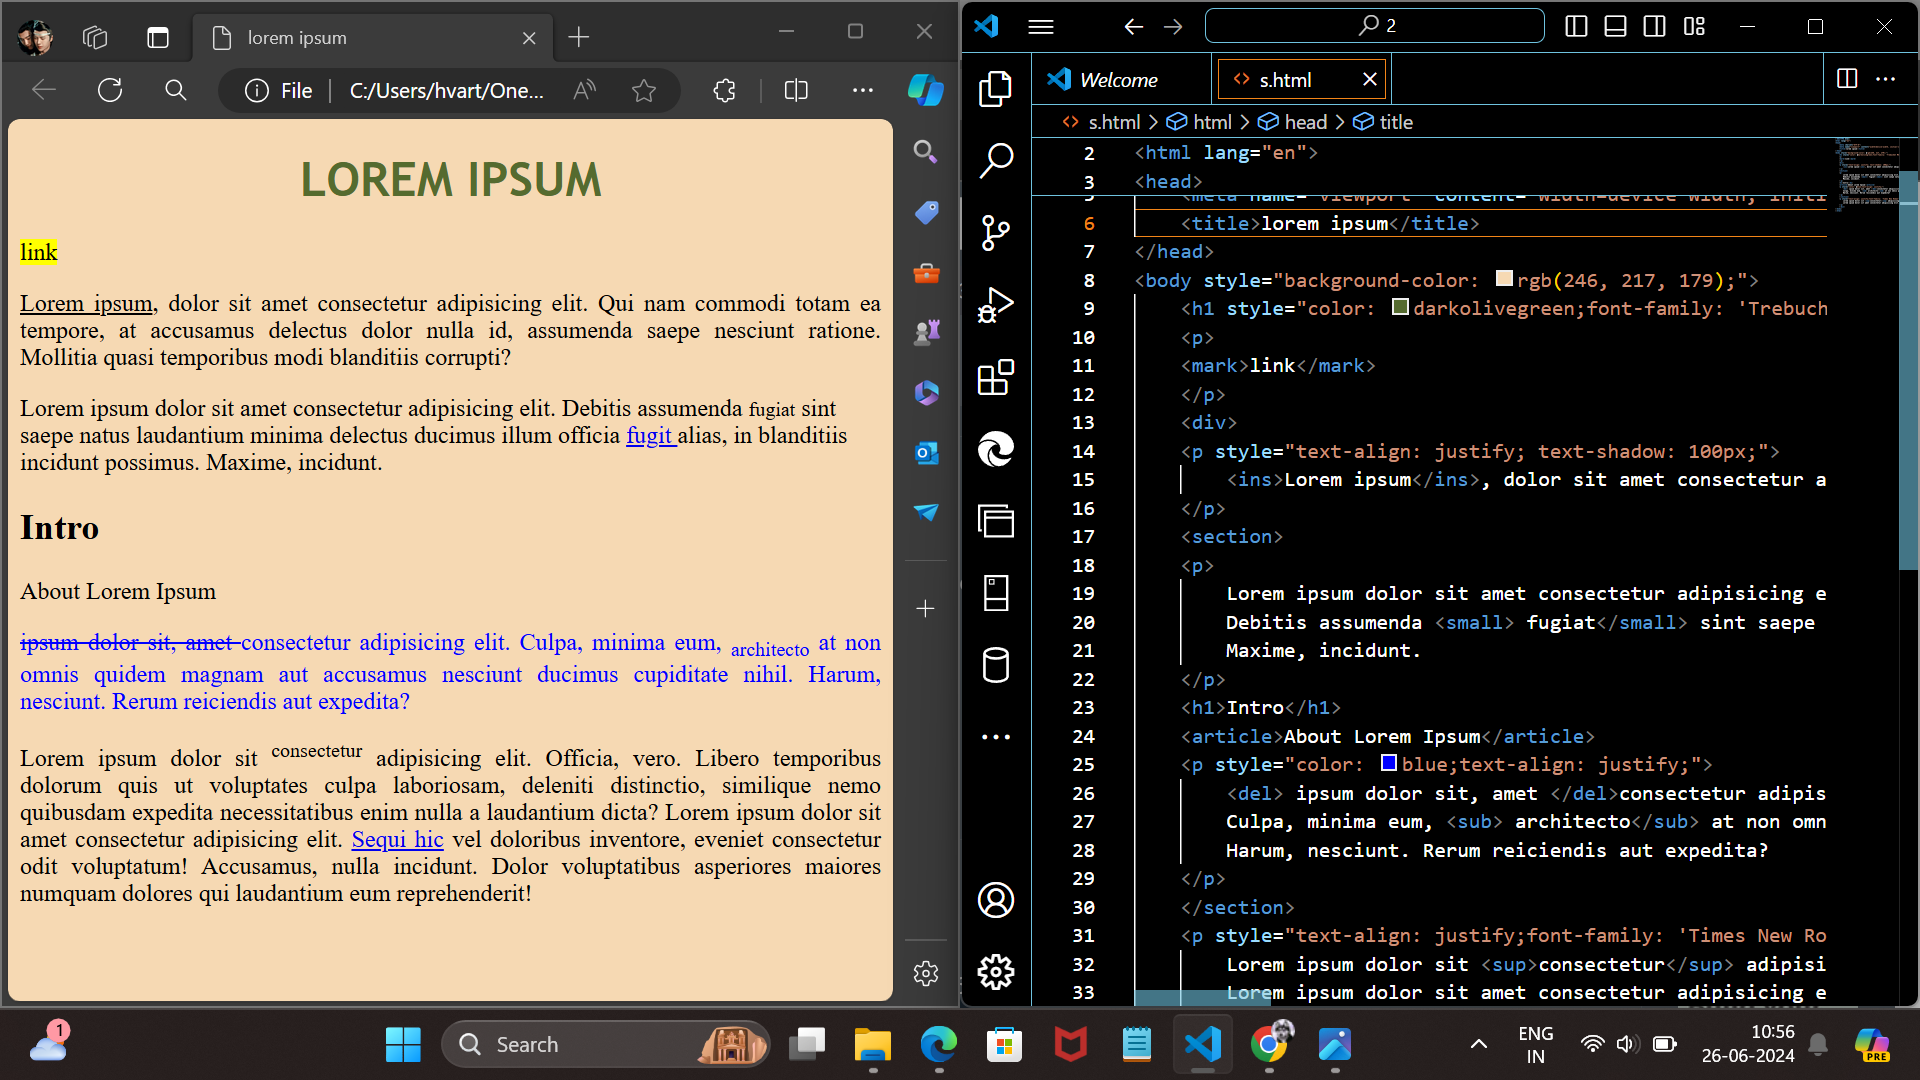 lorem ipsum
File
C:/Users/hvart/One...
LOREM IPSUM
link
Lorem ipsum, dolor sit amet consectetur adipisicing elit. Qui nam commodi totam ea
tempore, at accusamus delectus dolor nulla id, assumenda saepe nesciunt ratione.
Mollitia quasi temporibus modi blanditiis corrupti?
Lorem ipsum dolor sit amet consectetur adipisicing elit. Debitis assumenda fugiat sint
saepe natus laudantium minima delectus ducimus illum officia fugit alias, in blanditiis
incidunt possimus. Maxime, incidunt.
Intro
About Lorem Ipsum
ipsum dolor sit, amet consectetur adipisicing elit. Culpa, minima eum, architecto at non
omnis quidem magnam aut accusamus nesciunt ducimus cupiditate nihil. Harum,
nesciunt. Rerum reiciendis aut expedita?
Lorem ipsum dolor sit consectetur adipisicing elit. Officia, vero. Libero temporibus
dolorum quis ut voluptates culpa laboriosam, deleniti distinctio, similique nemo
quibusdam expedita necessitatibus enim nulla a laudantium dicta? Lorem ipsum dolor sit
amet consectetur adipisicing elit. Sequi hic vel doloribus inventore, eveniet consectetur
odit voluptatum! Accusamus, nulla incidunt. Dolor voluptatibus asperiores maiores
numquam dolores qui laudantium eum reprehenderit!
2
Welcome
<> s.html
<> s.html > html > head > title
2 <html lang="en">
3 <head>
5 <meta name="viewport" content="width=device-width, initi
6 <title>lorem ipsum</title>
7 </head>
8 <body style="background-color: rgb(246, 217, 179);">
9 <h1 style="color: darkolivegreen;font-family: 'Trebuch
10 <p>
11 <mark>link</mark>
12 </p>
13 <div>
14 <p style="text-align: justify; text-shadow: 100px;">
15 <ins>Lorem ipsum</ins>, dolor sit amet consectetur a
16 </p>
17 <section>
18 <p>
19 Lorem ipsum dolor sit amet consectetur adipisicing e
20 Debitis assumenda <small> fugiat</small> sint saepe
21 Maxime, incidunt.
22 </p>
23 <h1>Intro</h1>
24 <article>About Lorem Ipsum</article>
25 <p style="color: blue;text-align: justify;">
26 <del> ipsum dolor sit, amet </del>consectetur adipis
27 Culpa, minima eum, <sub> architecto</sub> at non omn
28 Harum, nesciunt. Rerum reiciendis aut expedita?
29 </p>
30 </section>
31 <p style="text-align: justify;font-family: 'Times New Ro
32 Lorem ipsum dolor sit <sup>consectetur</sup> adipisi
33 Lorem ipsum dolor sit amet consectetur adipisicing e
1
Search
ENG
IN
10:56
26-06-2024
PRE